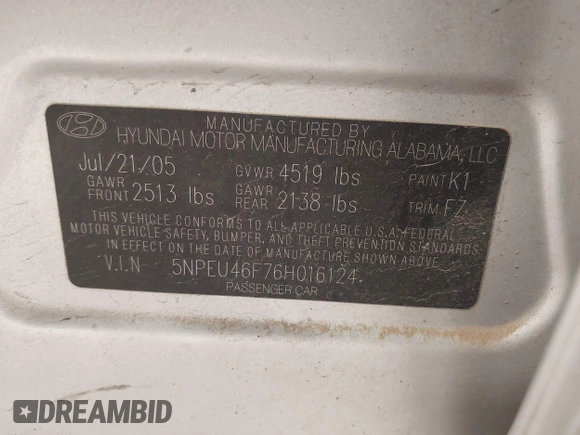 MANUFACTURED BY
HYUNDAI MOTOR MANUFACTURING ALABAMA, LLC
Jul/21/05 GVWR 4519 lbs PAINT K1
GAWR FRONT 2513 lbs GAWR REAR 2138 lbs TRIM FZ
THIS VEHICLE CONFORMS TO ALL APPLICABLE U.S.A. FEDERAL
MOTOR VEHICLE SAFETY, BUMPER, AND THEFT PREVENTION STANDARDS
IN EFFECT ON THE DATE OF MANUFACTURE SHOWN ABOVE.
V.I.N 5NPEU46F76H016124
PASSENGER CAR
DREAMBID